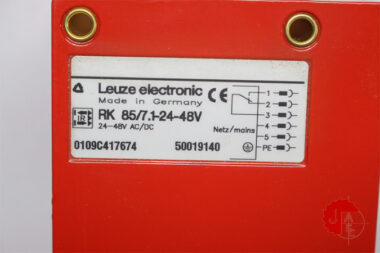 Leuze electronic CE
Made in Germany
RK 85/7.1-24-48V
24-48V AC/DC
0109C417674 50019140
1
2
3
Netz/mains 4
5
PE